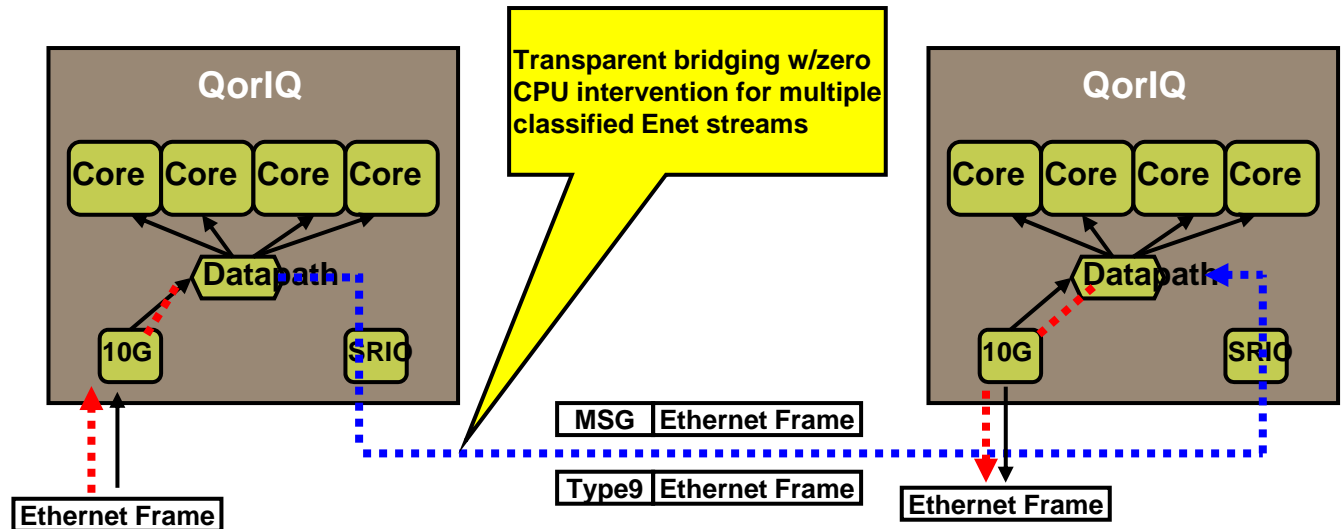 Transparent bridging w/zero
CPU intervention for multiple
classified Enet streams
QorIQ
Core Core Core Core
Datapath
10G
SRIO
Ethernet Frame
MSG Ethernet Frame
Type9 Ethernet Frame
QorIQ
Core Core Core Core
Datapath
10G
SRIO
Ethernet Frame